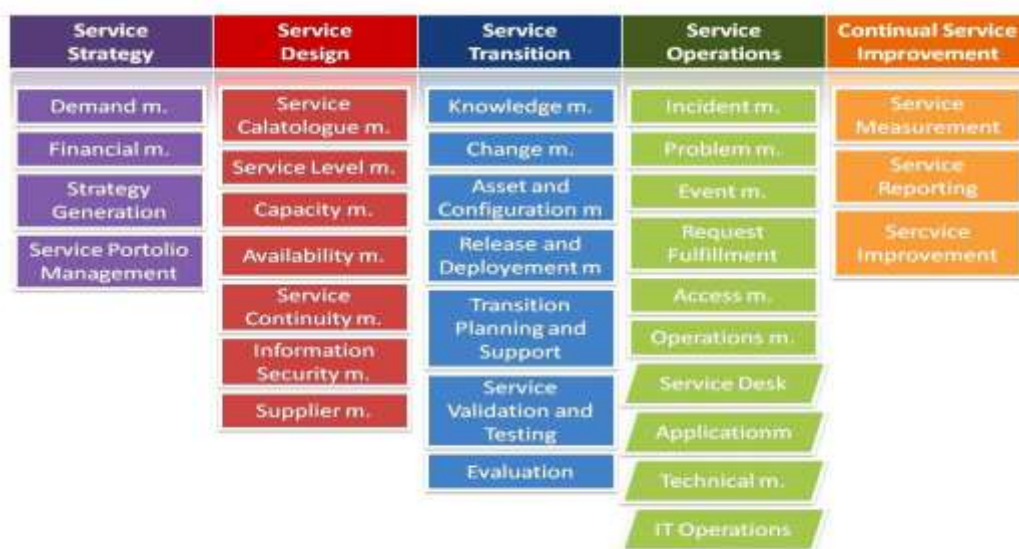 Service
Strategy
Demand m.
Financial m.
Strategy
Generation
Service Portolio
Management
Service
Design
Service
Calatologue m.
Service Level m.
Capacity m.
Availability m.
Service
Continuity m.
Information
Security m.
Supplier m.
Service
Transition
Knowledge m.
Change m.
Asset and
Configuration m
Release and
Deployement m
Transition
Planning and
Support
Service
Validation and
Testing
Evaluation
Service
Operations
Incident m.
Problem m.
Event m.
Request
Fulfillment
Access m.
Operations m.
Service Desk
Applicationm
Technical m.
IT Operations
Continual Service
Improvement
Service
Measurement
Service
Reporting
Sercvice
Improvement